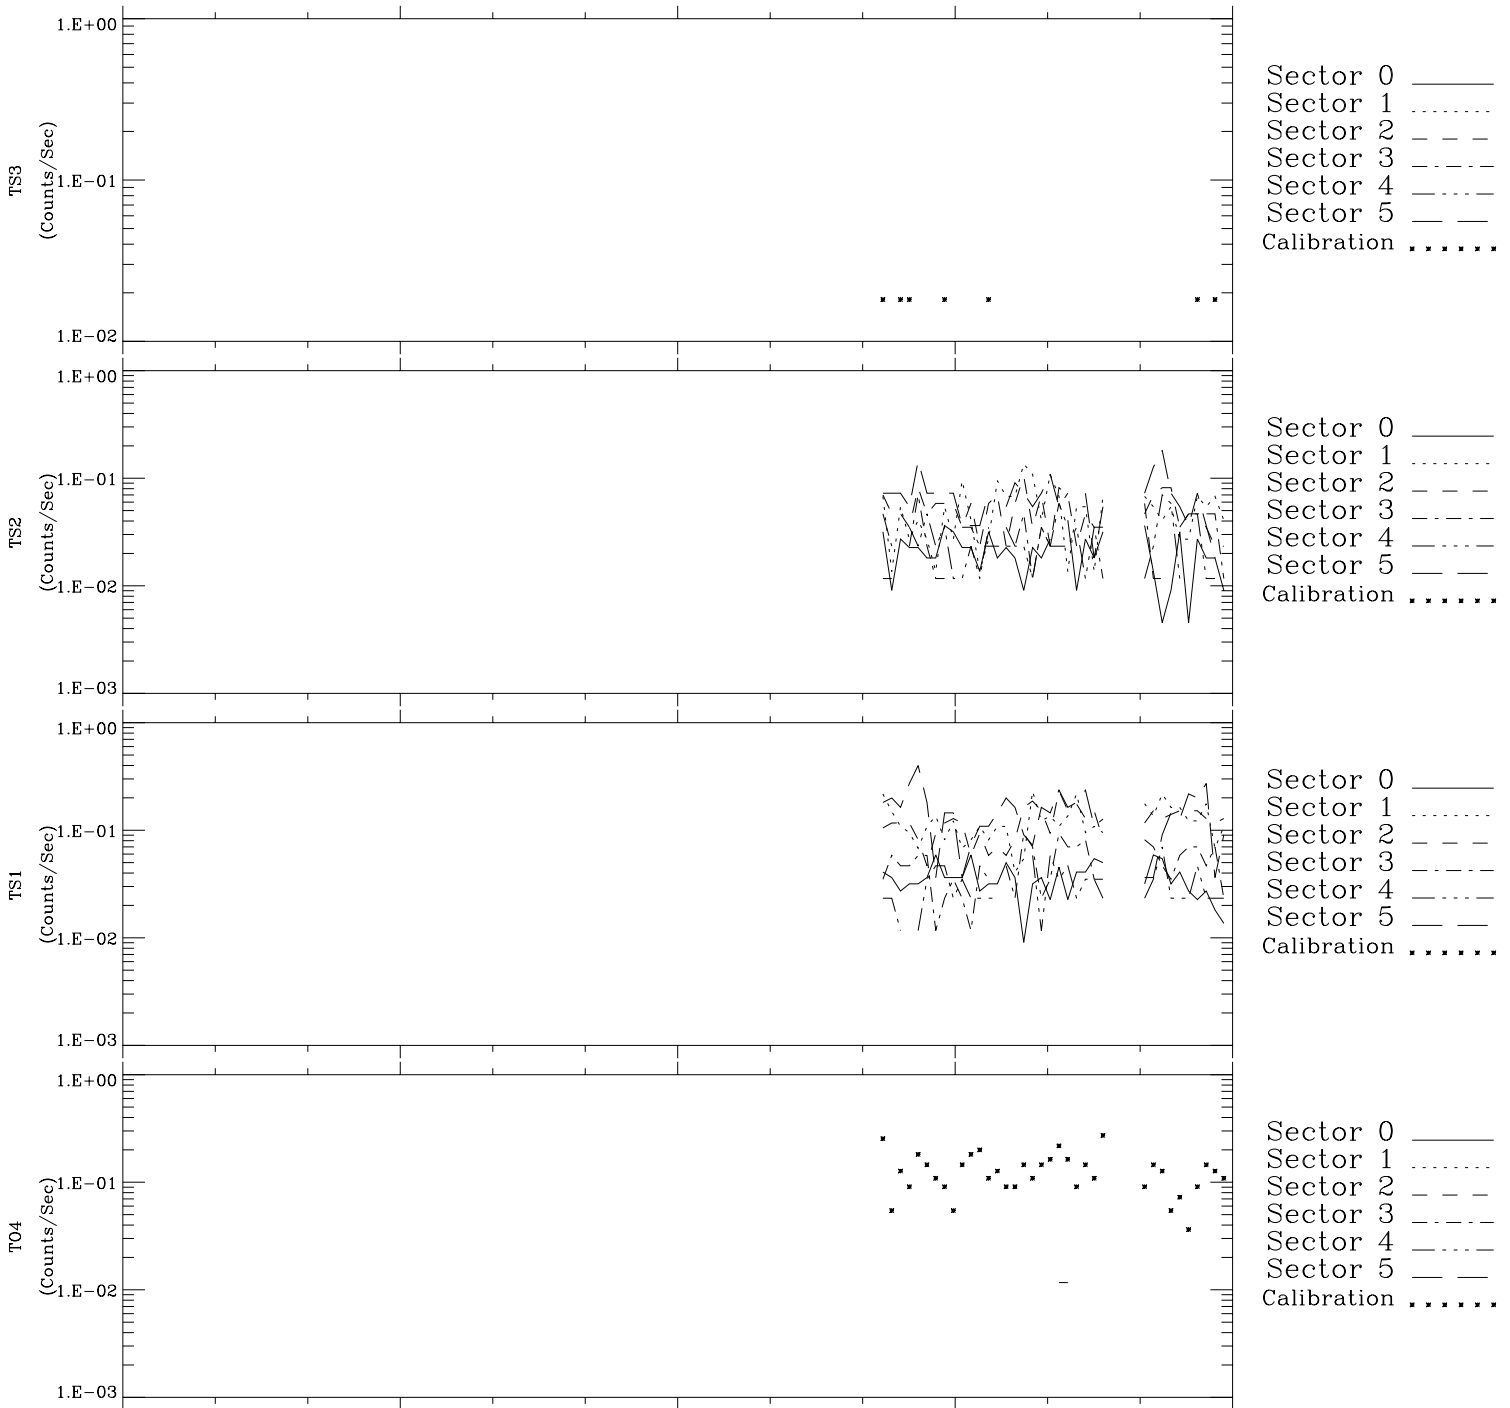 1.E+00
1.E-01
1.E-02
TS3
(Counts/Sec)
Sector 0
Sector 1
Sector 2
Sector 3
Sector 4
Sector 5
Calibration
1.E+00
1.E-01
1.E-02
1.E-03
TS2
(Counts/Sec)
Sector 0
Sector 1
Sector 2
Sector 3
Sector 4
Sector 5
Calibration
1.E+00
1.E-01
1.E-02
1.E-03
TS1
(Counts/Sec)
Sector 0
Sector 1
Sector 2
Sector 3
Sector 4
Sector 5
Calibration
1.E+00
1.E-01
1.E-02
1.E-03
TO4
(Counts/Sec)
Sector 0
Sector 1
Sector 2
Sector 3
Sector 4
Sector 5
Calibration